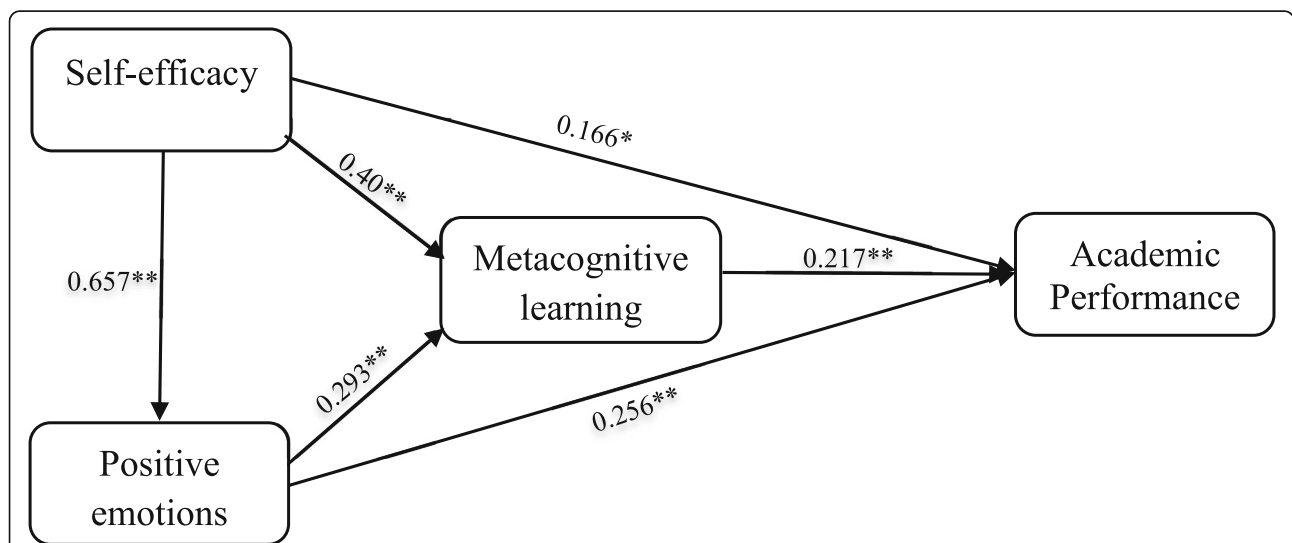 Self-efficacy
0.166*
0.40**
Metacognitive
learning
0.217**
Academic
Performance
0.657**
0.293**
0.256**
Positive
emotions